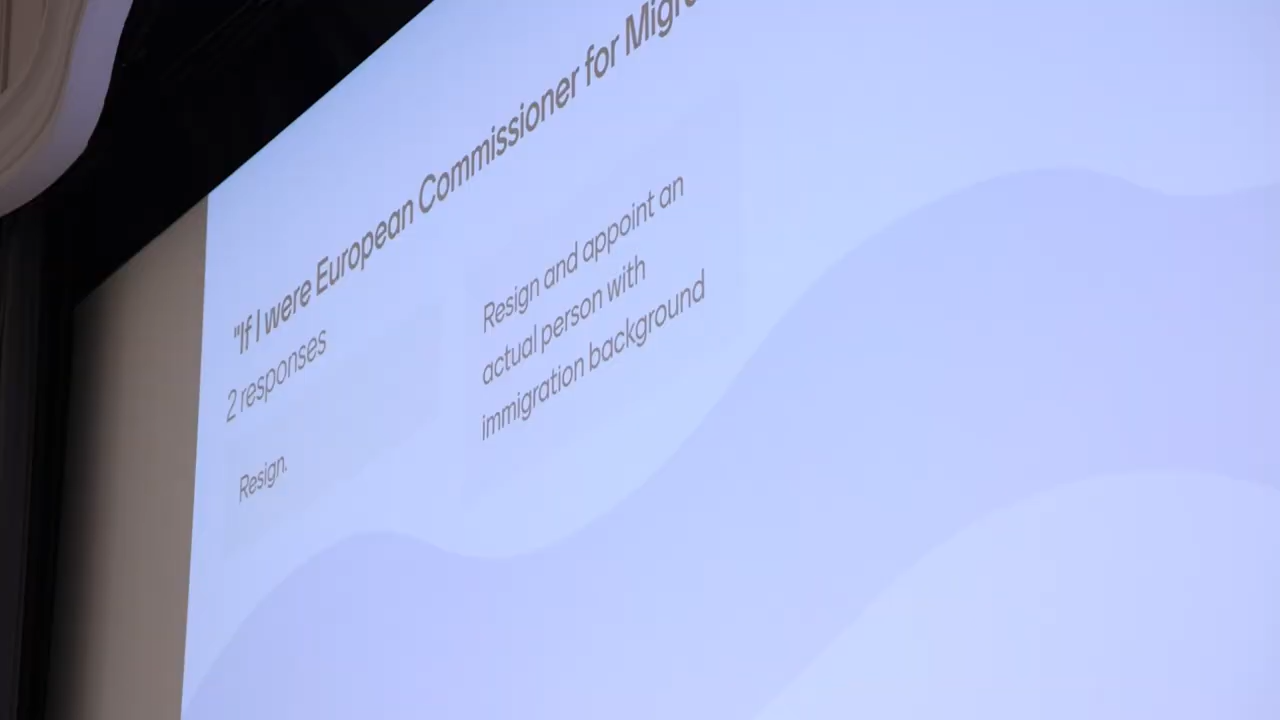 "If I were European Commissioner for
2 responses
Resign.
Resign and appoint an
actual person with
immigration background